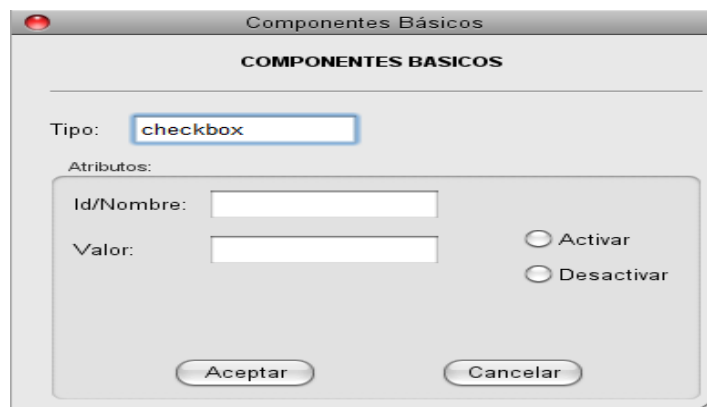 Componentes Básicos
COMPONENTES BASICOS
Tipo: checkbox
Atributos:
Id/Nombre:
Valor:
Activar
Desactivar
Aceptar Cancelar